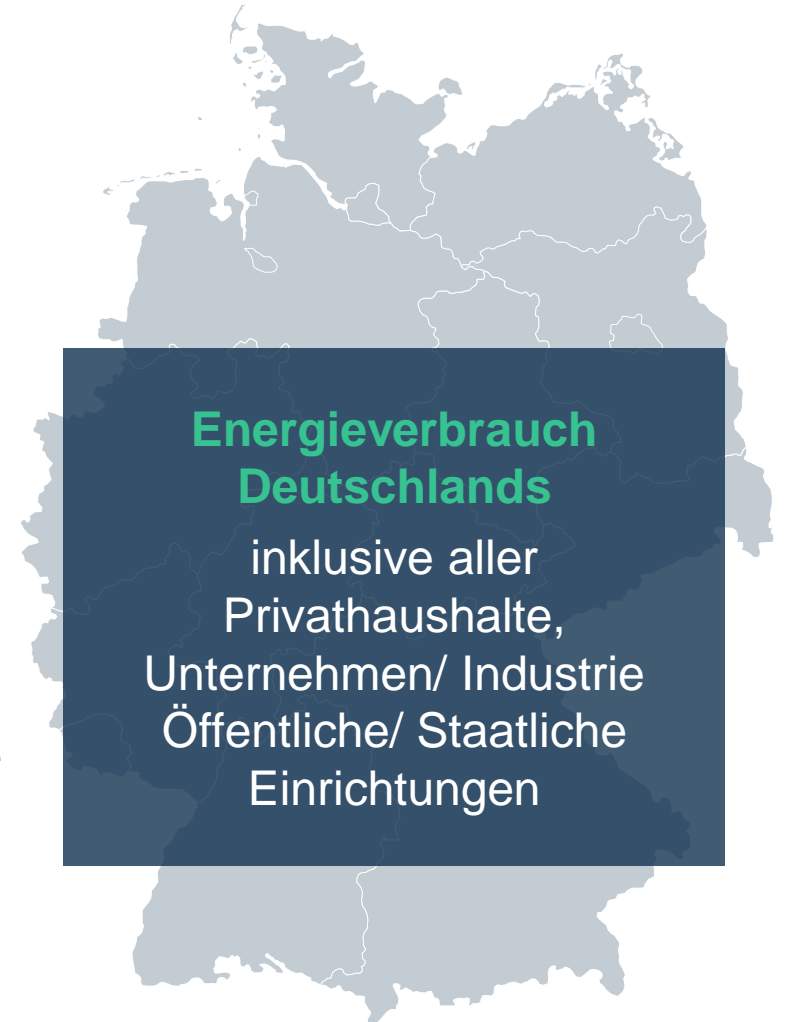 Energieverbrauch
Deutschlands
inklusive aller
Privathaushalte,
Unternehmen/ Industrie
Öffentliche/ Staatliche
Einrichtungen